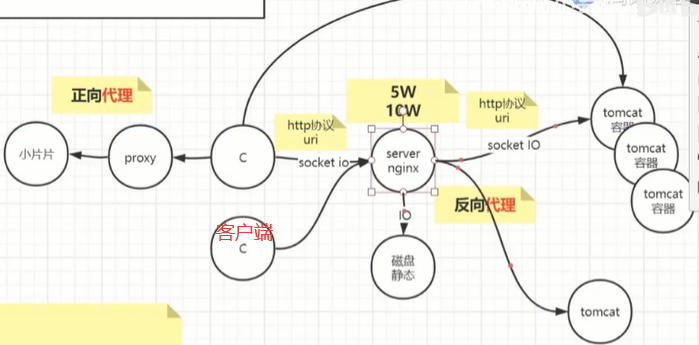 5W
10W
正向代理
http协议
uri
http协议
uri
tomcat
容器
小片片
proxy
C
socket io
server
nginx
socket IO
tomcat
容器
tomcat
容器
反向代理
客户端
C
IO
磁盘
静态
tomcat